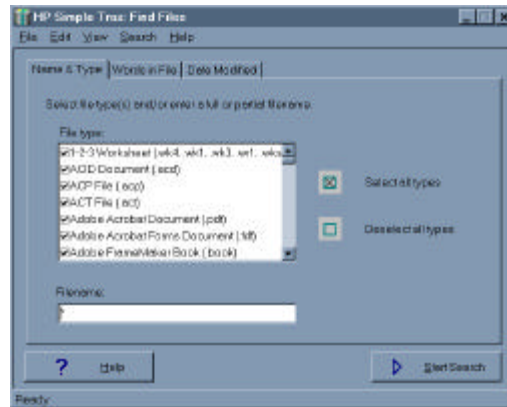 HP Simple Trax: Find Files
File Edit View Search Help
Name & Type Words in File Date Modified
Select file type(s) and/or enter a full or partial filename.
File type:
1-2-3 Worksheet (.wk4, .wk1, .wk3, .wr1, .wks
ACID Document (.acd)
ACP File (.acp)
ACT File (.act)
Adobe Acrobat Document (.pdf)
Adobe Acrobat Forms Document (.fdf)
Adobe FrameMaker Book (.book)
Select all types
Deselect all types
Filename:
*
? Help
Start Search
Ready